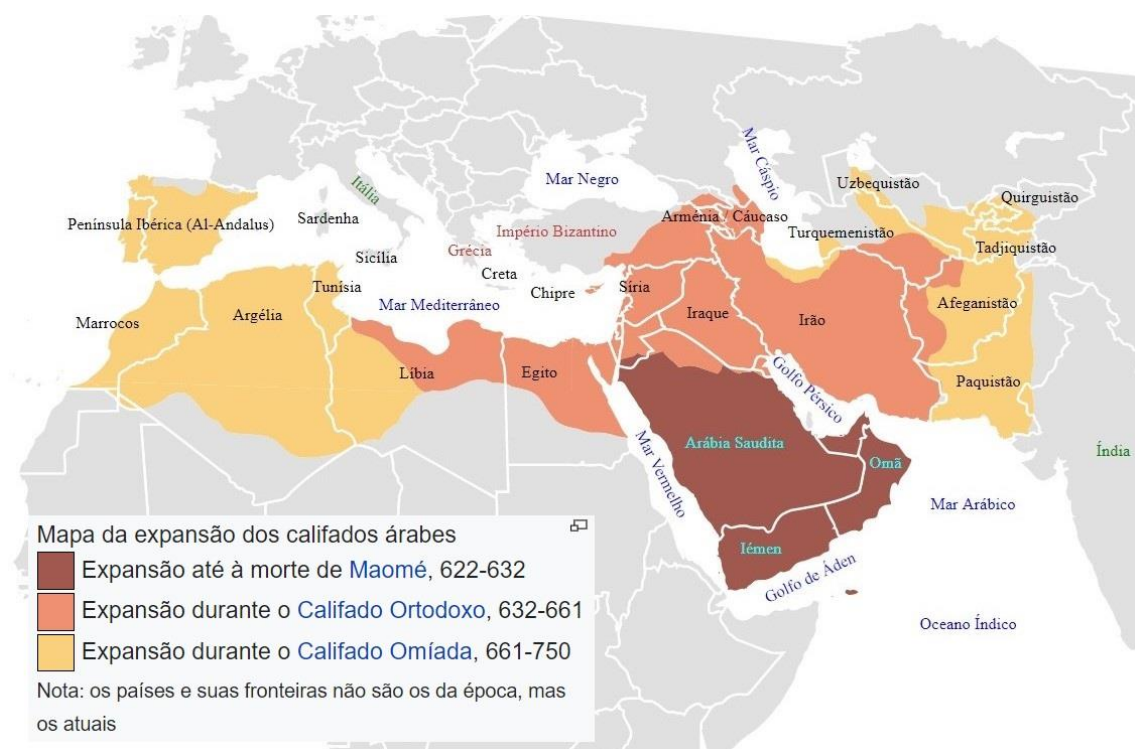 Mar Cáspio
Uzbequistão
Quirguistão
Itália
Mar Negro
Península Ibérica (Al-Andalus)
Sardenha
Império Bizantino
Arménia
Cáucaso
Turquemenistão
Tadjiquistão
Grécia
Sicília
Creta
Chipre
Síria
Tunísia
Mar Mediterrâneo
Marrocos
Argélia
Iraque
Irão
Afeganistão
Líbia
Egito
Golfo Pérsico
Paquistão
Arábia Saudita
Omã
Índia
Mar Vermelho
Mar Arábico
Iémen
Golfo de Áden
Oceano Índico
Mapa da expansão dos califados árabes
Expansão até à morte de Maomé, 622-632
Expansão durante o Califado Ortodoxo, 632-661
Expansão durante o Califado Omíada, 661-750
Nota: os países e suas fronteiras não são os da época, mas
os atuais